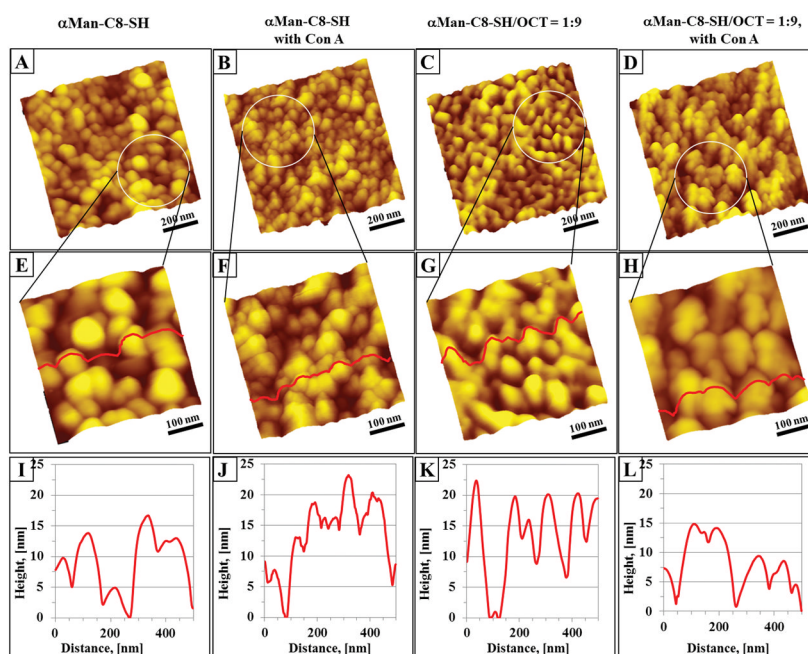 αMan-C8-SH
αMan-C8-SH
with Con A
αMan-C8-SH/OCT = 1:9
αMan-C8-SH/OCT = 1:9,
with Con A
A
B
C
D
200 nm
200 nm
200 nm
200 nm
E
F
G
H
100 nm
100 nm
100 nm
100 nm
I
J
K
L
25
20
15
10
5
0
Height, [nm]
0 200 400
Distance, [nm]
25
20
15
10
5
0
Height, [nm]
0 200 400
Distance, [nm]
25
20
15
10
5
0
Height, [nm]
0 200 400
Distance, [nm]
25
20
15
10
5
0
Height, [nm]
0 200 400
Distance, [nm]